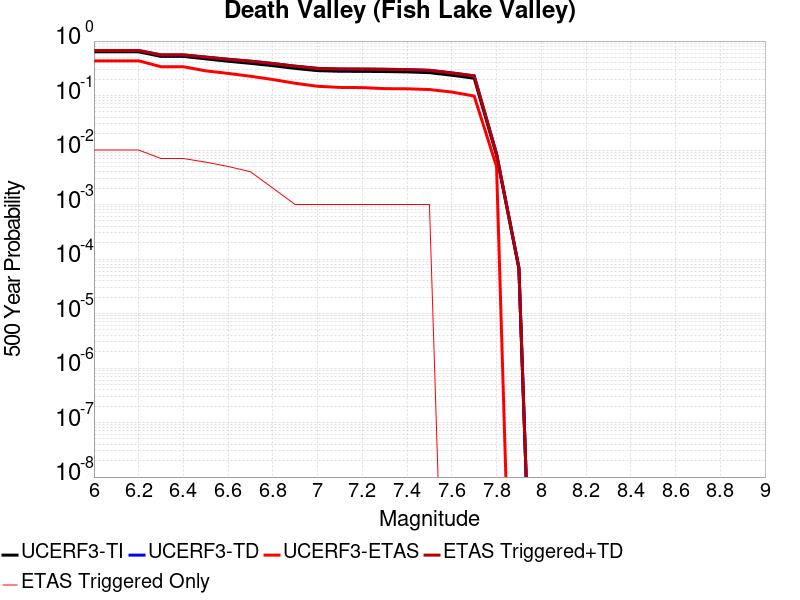 Death Valley (Fish Lake Valley)
10^0
10^-1
10^-2
10^-3
10^-4
10^-5
10^-6
10^-7
10^-8
500 Year Probability
6 6.2 6.4 6.6 6.8 7 7.2 7.4 7.6 7.8 8 8.2 8.4 8.6 8.8 9
Magnitude
UCERF3-TI UCERF3-TD UCERF3-ETAS ETAS Triggered+TD
ETAS Triggered Only